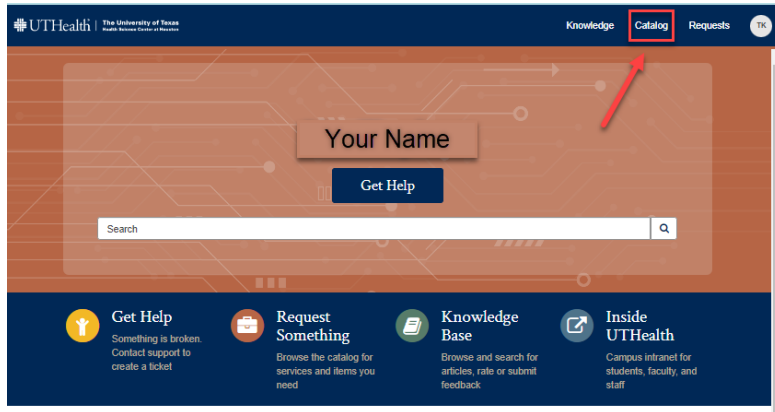 UTHealth | The University of Texas
Health Science Center at Houston
Knowledge Catalog Requests TK
Your Name
Get Help
Search
Get Help
Something is broken.
Contact support to
create a ticket
Request
Something
Browse the catalog for
services and items you
need
Knowledge
Base
Browse and search for
articles, rate or submit
feedback
Inside
UTHealth
Campus intranet for
students, faculty, and
staff